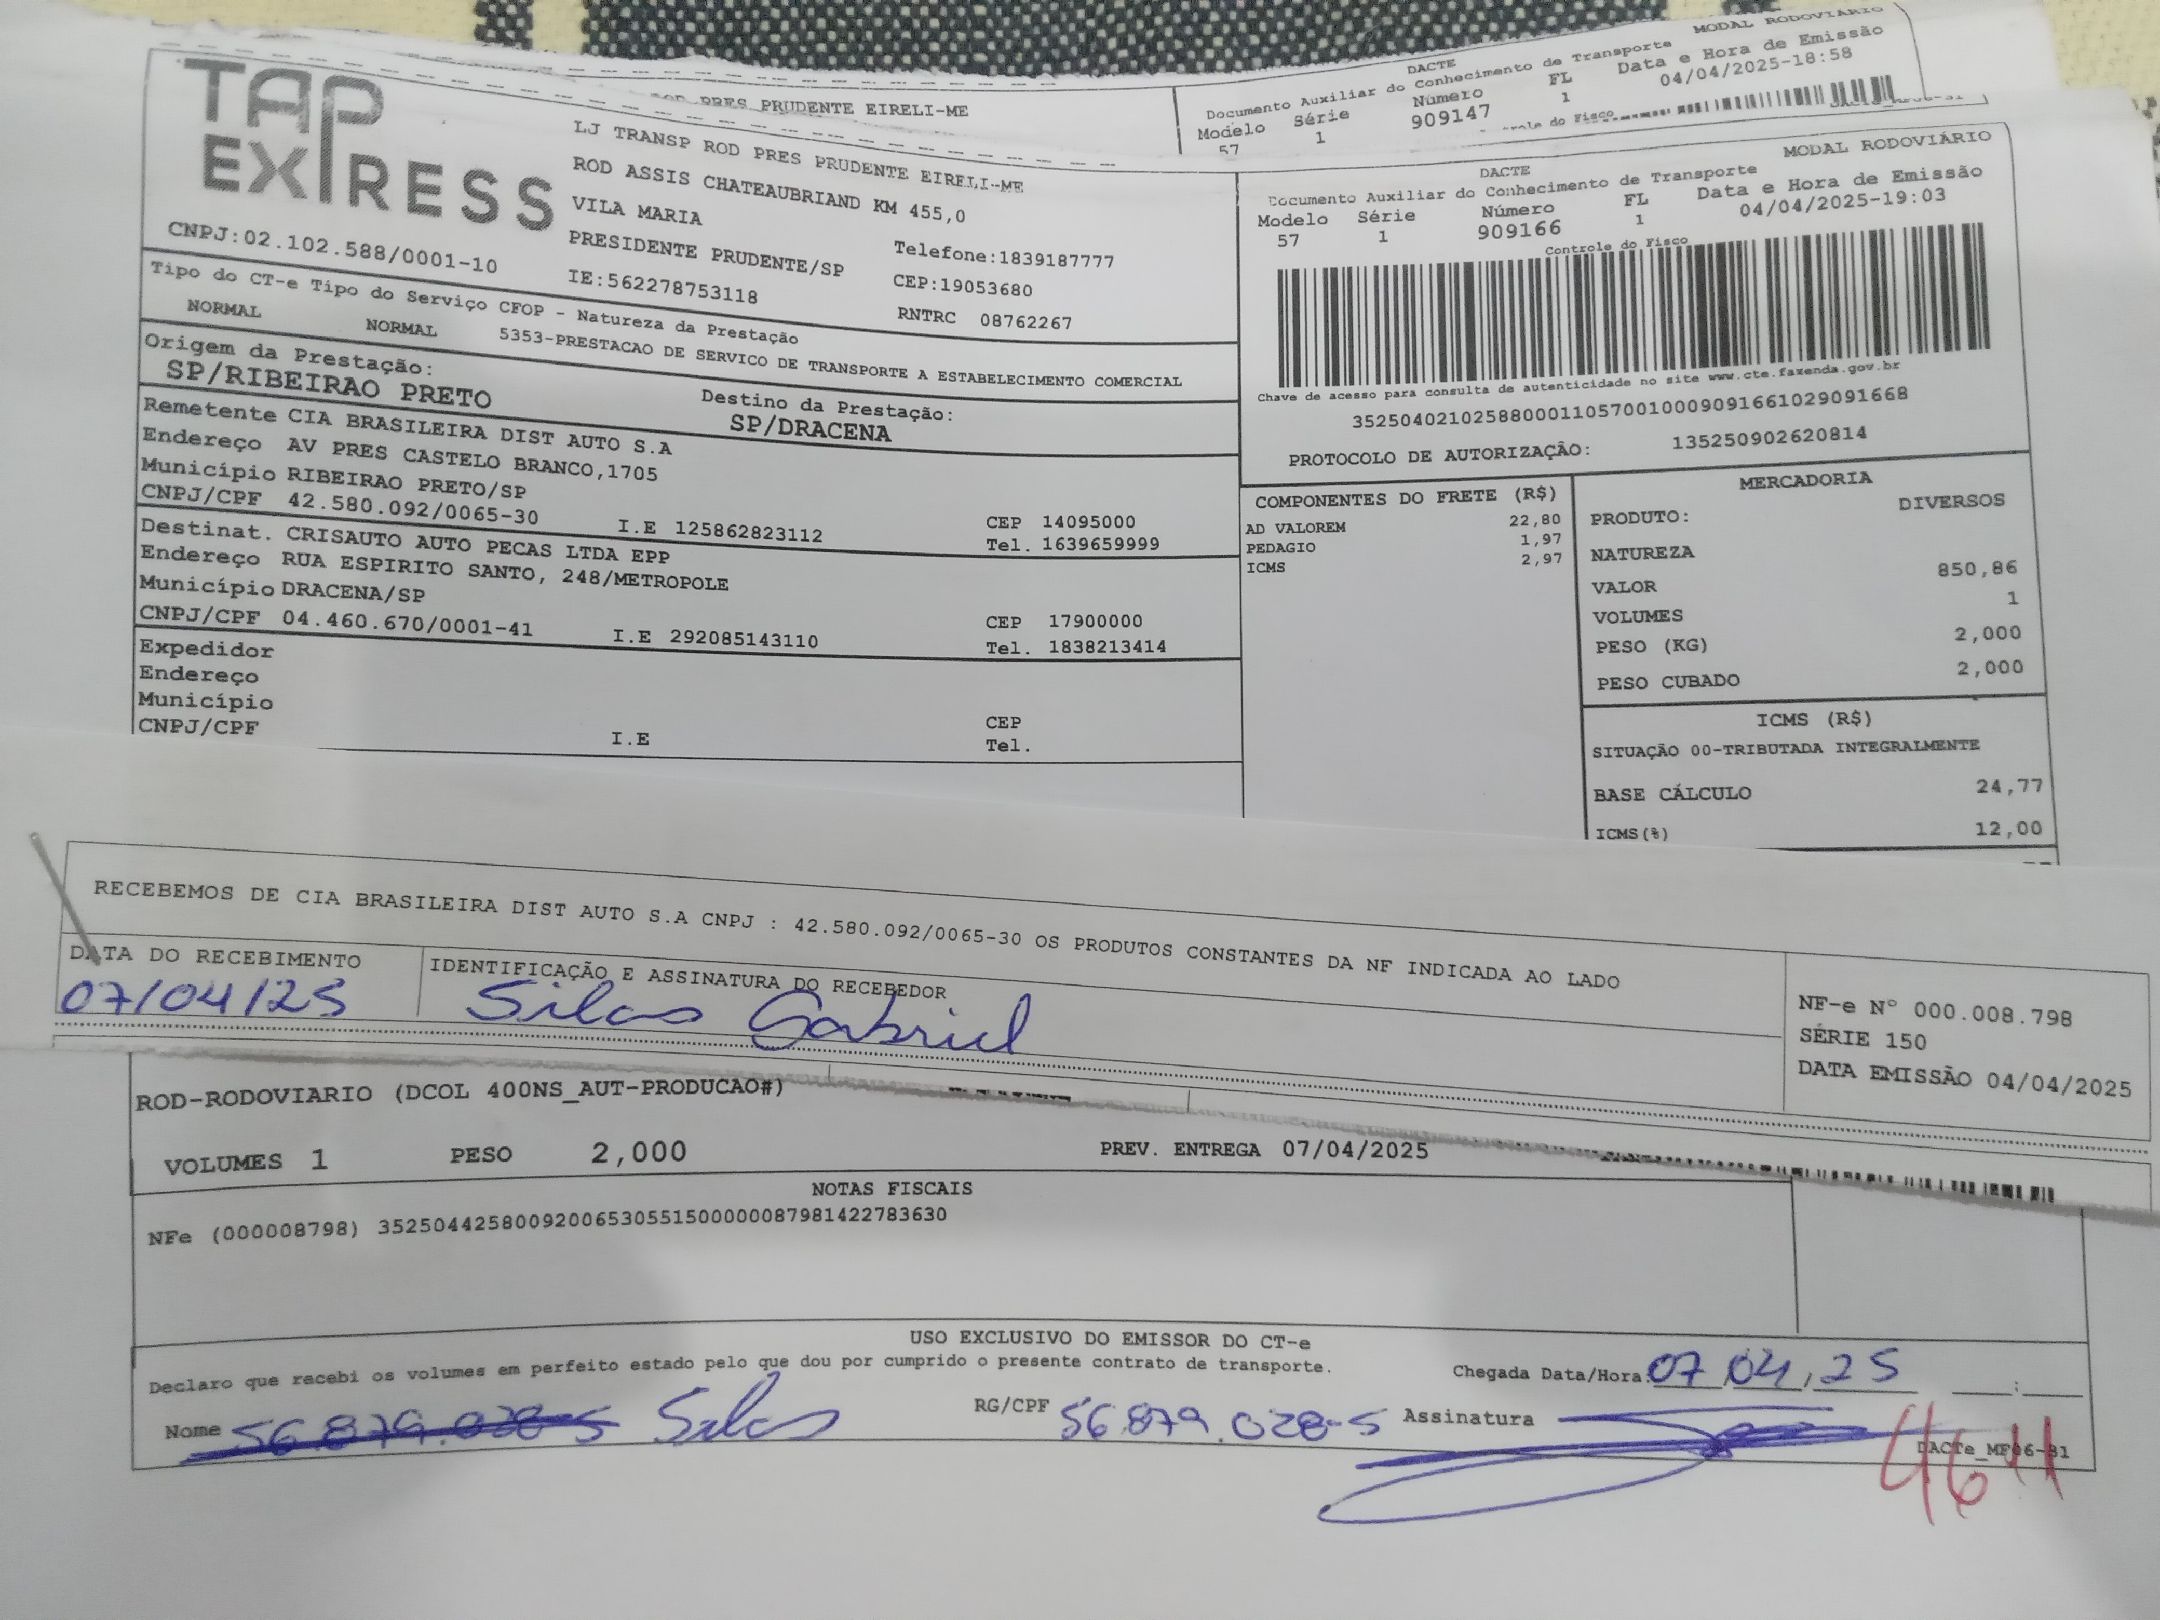 PRES PRUDENTE EIRELI-ME
MODAL RODOVIÁRIO
DACTE
Documento Auxiliar do Conhecimento de Transporte
Modelo Série Número FL Data e Hora de Emissão
57 1 909147 1 04/04/2025-18:58
TAP EXPRESS
LJ TRANSP ROD PRES PRUDENTE EIRELI-ME
ROD ASSIS CHATEAUBRIAND KM 455,0
VILA MARIA
PRESIDENTE PRUDENTE/SP Telefone:1839187777
CNPJ:02.102.588/0001-10 IE:562278753118 CEP:19053680
RNTRC 08762267
MODAL RODOVIÁRIO
DACTE
Documento Auxiliar do Conhecimento de Transporte
Modelo Série Número FL Data e Hora de Emissão
57 1 909166 1 04/04/2025-19:03
Controle do Fisco
Chave de acesso para consulta de autenticidade no site www.cte.fazenda.gov.br
35250402102588000110570010009091661029091668
PROTOCOLO DE AUTORIZAÇÃO: 135250902620814
Tipo do CT-e Tipo do Serviço CFOP - Natureza da Prestação
NORMAL NORMAL 5353-PRESTACAO DE SERVICO DE TRANSPORTE A ESTABELECIMENTO COMERCIAL
Origem da Prestação: Destino da Prestação:
SP/RIBEIRAO PRETO SP/DRACENA
Remetente CIA BRASILEIRA DIST AUTO S.A
Endereço AV PRES CASTELO BRANCO,1705
Município RIBEIRAO PRETO/SP CEP 14095000
CNPJ/CPF 42.580.092/0065-30 I.E 125862823112 Tel. 1639659999
Destinat. CRISAUTO AUTO PECAS LTDA EPP
Endereço RUA ESPIRITO SANTO, 248/METROPOLE
Município DRACENA/SP CEP 17900000
CNPJ/CPF 04.460.670/0001-41 I.E 292085143110 Tel. 1838213414
Expedidor
Endereço
Município CEP
CNPJ/CPF I.E Tel.
COMPONENTES DO FRETE (R$)
AD VALOREM 22,80
PEDAGIO 1,97
ICMS 2,97
MERCADORIA
PRODUTO: DIVERSOS
NATUREZA
VALOR 850,86
VOLUMES 1
PESO (KG) 2,000
PESO CUBADO 2,000
ICMS (R$)
SITUAÇÃO 00-TRIBUTADA INTEGRALMENTE
BASE CÁLCULO 24,77
ICMS(%) 12,00
RECEBEMOS DE CIA BRASILEIRA DIST AUTO S.A CNPJ : 42.580.092/0065-30 OS PRODUTOS CONSTANTES DA NF INDICADA AO LADO
DATA DO RECEBIMENTO IDENTIFICAÇÃO E ASSINATURA DO RECEBEDOR
07/04/25 Silas Gabriel
NF-e Nº 000.008.798
SÉRIE 150
DATA EMISSÃO 04/04/2025
ROD-RODOVIARIO (DCOL 400NS_AUT-PRODUCAO#)
VOLUMES 1 PESO 2,000 PREV. ENTREGA 07/04/2025
NOTAS FISCAIS
NFe (000008798) 35250442580092006530551500000087981422783630
USO EXCLUSIVO DO EMISSOR DO CT-e
Declaro que recebi os volumes em perfeito estado pelo que dou por cumprido o presente contrato de transporte. Chegada Data/Hora: 07,04,25 :
Nome 56.879.028-5 Silas RG/CPF 56.879.028-5 Assinatura
DACTe_MF06-81